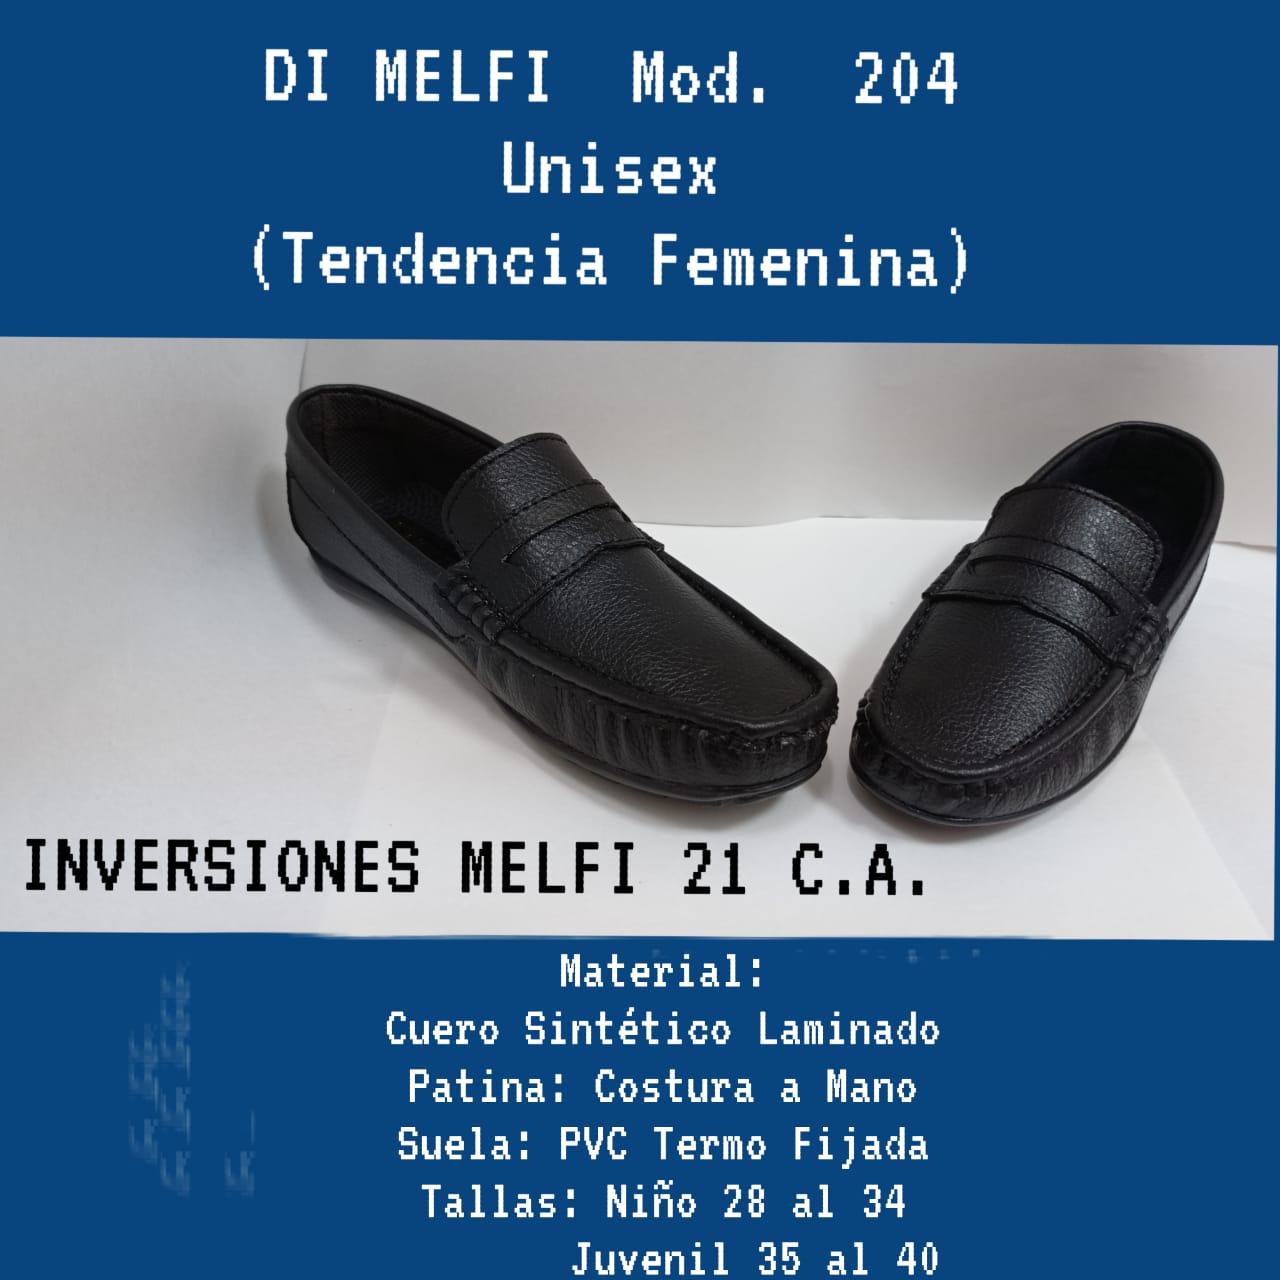 DI MELFI Mod. 204
Unisex
(Tendencia Femenina)
INVERSIONES MELFI 21 C.A.
Material:
Cuero Sintético Laminado
Patina: Costura a Mano
Suela: PVC Termo Fijada
Tallas: Niño 28 al 34
Juvenil 35 al 40